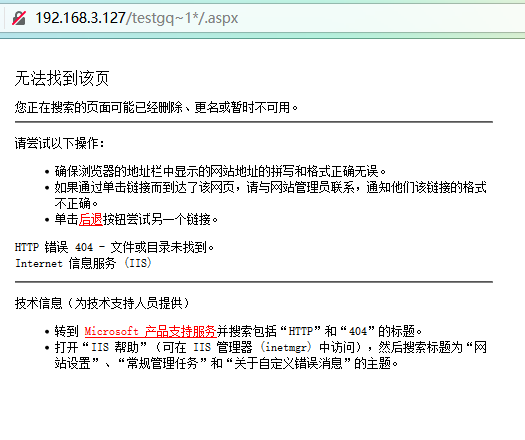 192.168.3.127/testgq~1*/.aspx
无法找到该页
您正在搜索的页面可能已经删除、更名或暂时不可用。
请尝试以下操作：
• 确保浏览器的地址栏中显示的网站地址的拼写和格式正确无误。
• 如果通过单击链接而到达了该网页，请与网站管理员联系，通知他们该链接的格式
不正确。
• 单击后退按钮尝试另一个链接。
HTTP 错误 404 - 文件或目录未找到。
Internet 信息服务 (IIS)
技术信息（为技术支持人员提供）
• 转到 Microsoft 产品支持服务并搜索包括“HTTP”和“404”的标题。
• 打开“IIS 帮助”（可在 IIS 管理器 (inetmgr) 中访问），然后搜索标题为“网
站设置”、“常规管理任务”和“关于自定义错误消息”的主题。